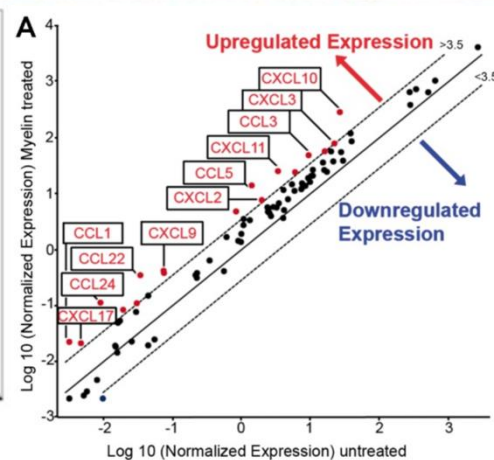 A
Upregulated Expression
>3.5
<3.5
CXCL10
CXCL3
CCL3
CXCL11
CCL5
CXCL2
CCL1
CXCL9
CCL22
CCL24
CXCL17
Downregulated
Expression
Log 10 (Normalized Expression) Myelin treated
4
3
2
1
0
-1
-2
-3
-2
-1
0
1
2
3
Log 10 (Normalized Expression) untreated